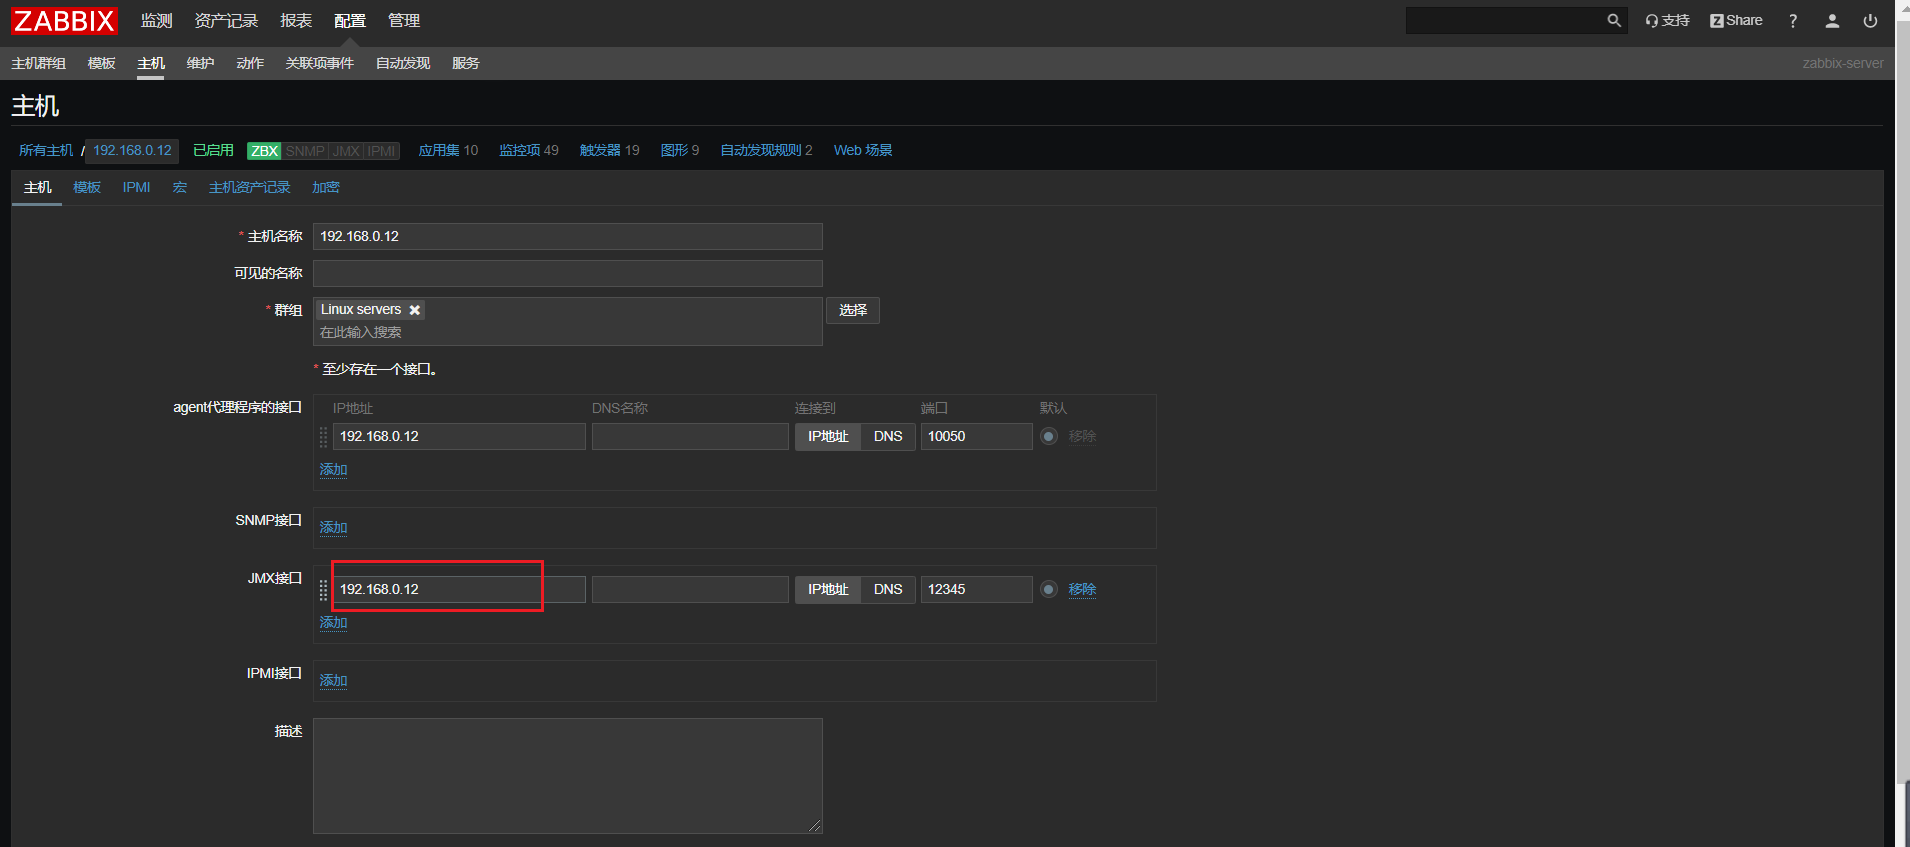 ZABBIX 监测 资产记录 报表 配置 管理 支持 Z Share ?
主机群组 模板 主机 维护 动作 关联项事件 自动发现 服务 zabbix-server
主机
所有主机 / 192.168.0.12 已启用 ZBX SNMP JMX IPMI 应用集 10 监控项 49 触发器 19 图形 9 自动发现规则 2 Web 场景
主机 模板 IPMI 宏 主机资产记录 加密
* 主机名称 192.168.0.12
可见的名称
* 群组 Linux servers 选择
在此输入搜索
* 至少存在一个接口。
agent代理程序的接口 IP地址 DNS名称 连接到 端口 默认
192.168.0.12 IP地址 DNS 10050 移除
添加
SNMP接口 添加
JMX接口 192.168.0.12 IP地址 DNS 12345 移除
添加
IPMI接口 添加
描述